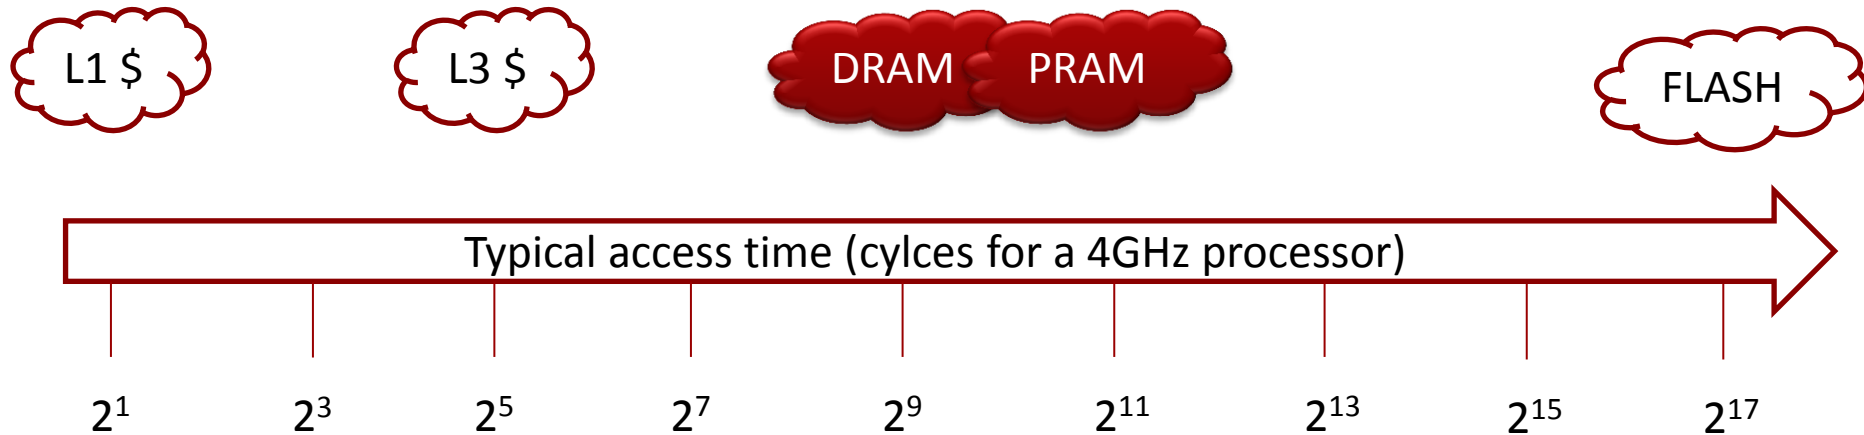 L1 $ L3 $ DRAM PRAM FLASH
Typical access time (cylces for a 4GHz processor)
2¹ 2³ 2⁵ 2⁷ 2⁹ 2¹¹ 2¹³ 2¹⁵ 2¹⁷